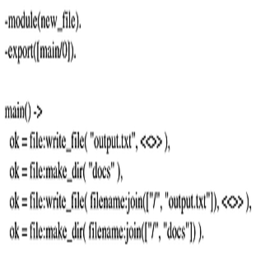 -module(new_file).
-export([main/0]).

main() ->
ok = file:write_file( "output.txt", <<>> ),
ok = file:make_dir( "docs" ),
ok = file:write_file( filename:join(["/", "output.txt"]), <<>> ),
ok = file:make_dir( filename:join(["/", "docs"]) ).